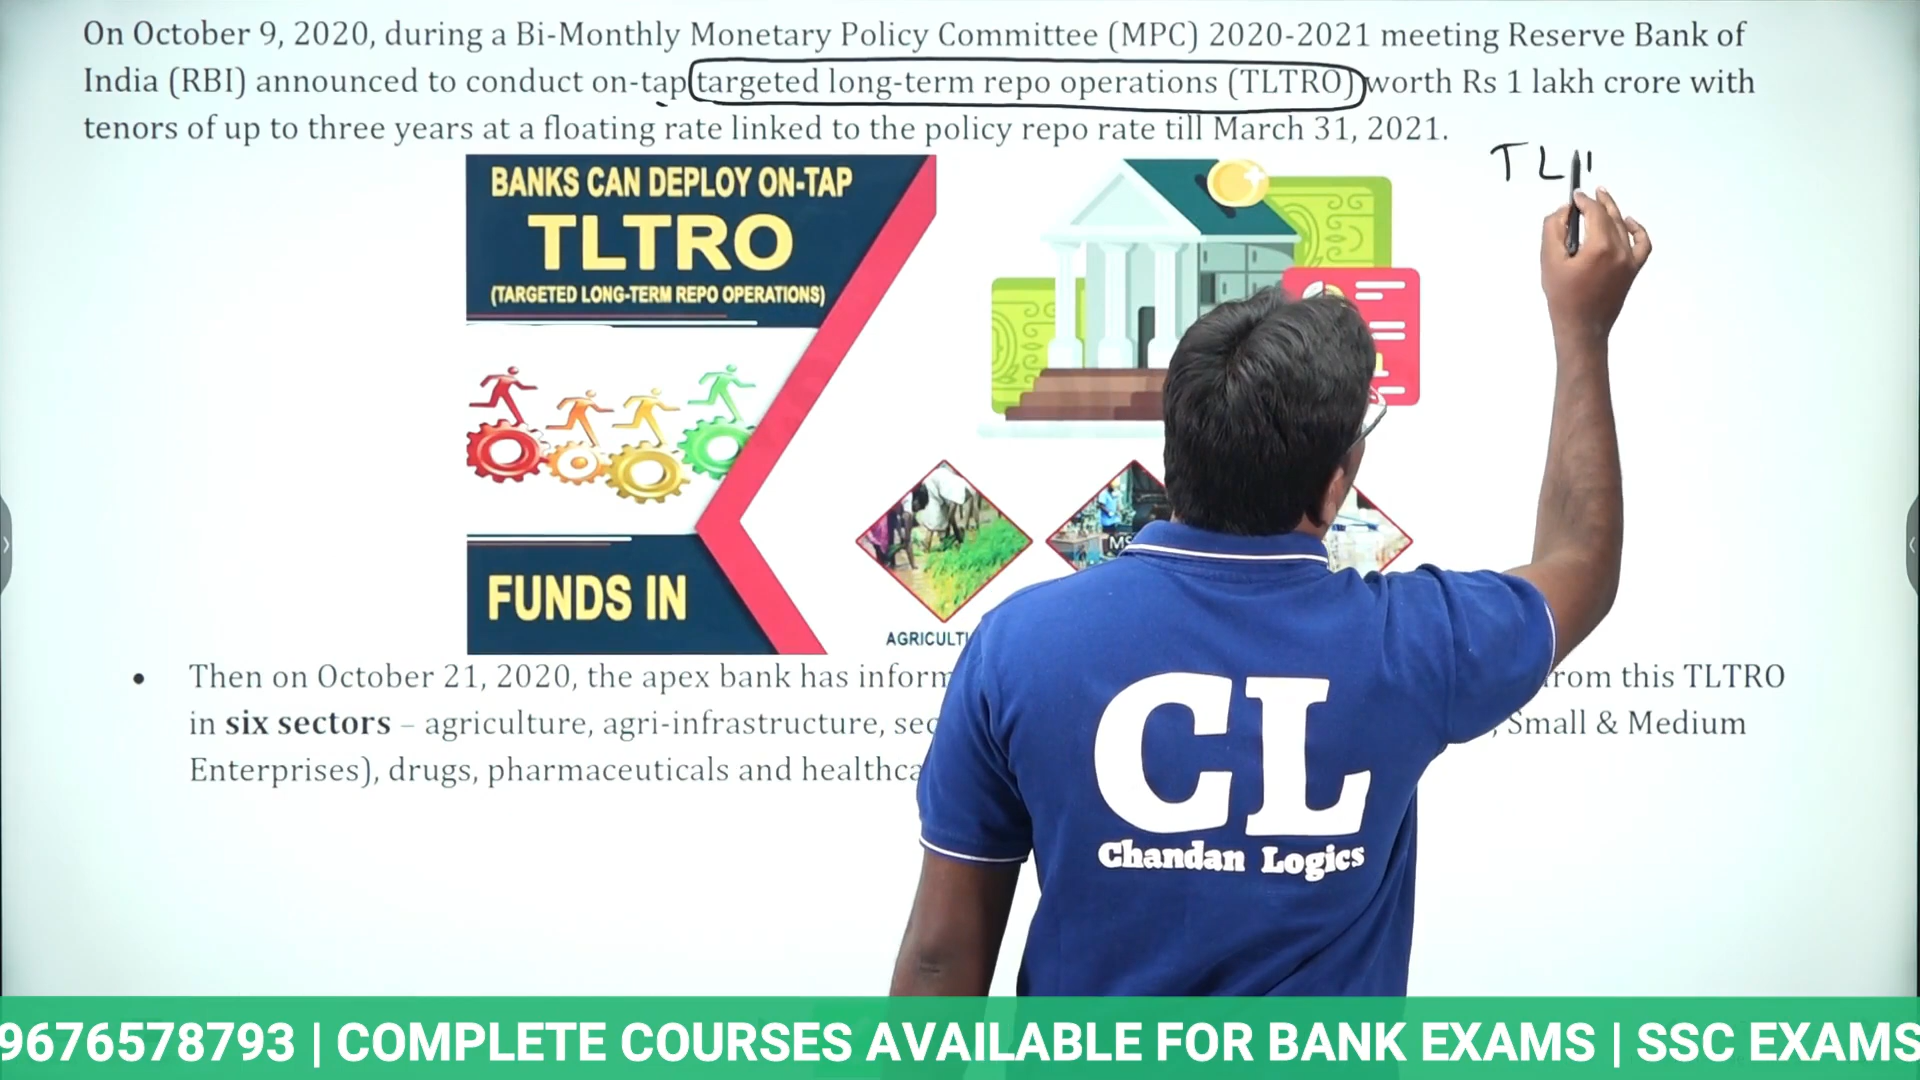 On October 9, 2020, during a Bi-Monthly Monetary Policy Committee (MPC) 2020-2021 meeting Reserve Bank of
India (RBI) announced to conduct on-tap targeted long-term repo operations (TLTRO) worth Rs 1 lakh crore with
tenors of up to three years at a floating rate linked to the policy repo rate till March 31, 2021.
TL
BANKS CAN DEPLOY ON-TAP
TLTRO
(TARGETED LONG-TERM REPO OPERATIONS)
FUNDS IN
MS
AGRICULT
Then on October 21, 2020, the apex bank has inform from this TLTRO
in six sectors – agriculture, agri-infrastructure, sec , Small & Medium
Enterprises), drugs, pharmaceuticals and healthca
CL
Chandan Logics
9676578793 | COMPLETE COURSES AVAILABLE FOR BANK EXAMS | SSC EXAMS